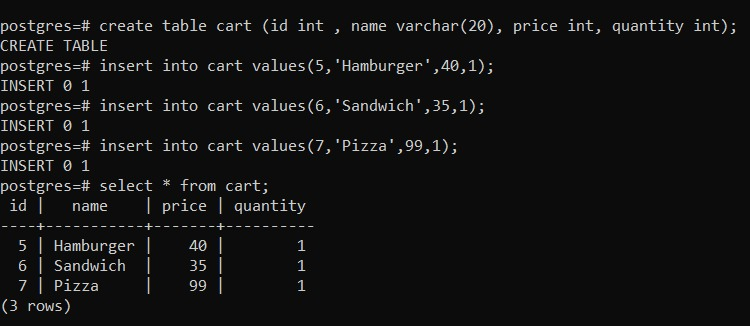 postgres=# create table cart (id int , name varchar(20), price int, quantity int);
CREATE TABLE
postgres=# insert into cart values(5,'Hamburger',40,1);
INSERT 0 1
postgres=# insert into cart values(6,'Sandwich',35,1);
INSERT 0 1
postgres=# insert into cart values(7,'Pizza',99,1);
INSERT 0 1
postgres=# select * from cart;
 id |   name    | price | quantity
----+-----------+-------+----------
  5 | Hamburger |    40 |        1
  6 | Sandwich  |    35 |        1
  7 | Pizza     |    99 |        1
(3 rows)